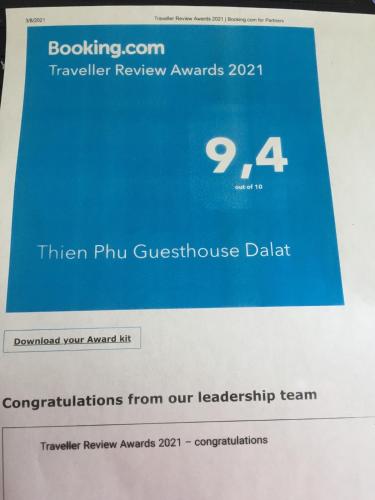 3/8/2021
Traveller Review Awards 2021 | Booking.com for Partners
Booking.com
Traveller Review Awards 2021
9,4
out of 10
Thien Phu Guesthouse Dalat
Download your Award kit
Congratulations from our leadership team
Traveller Review Awards 2021 – congratulations